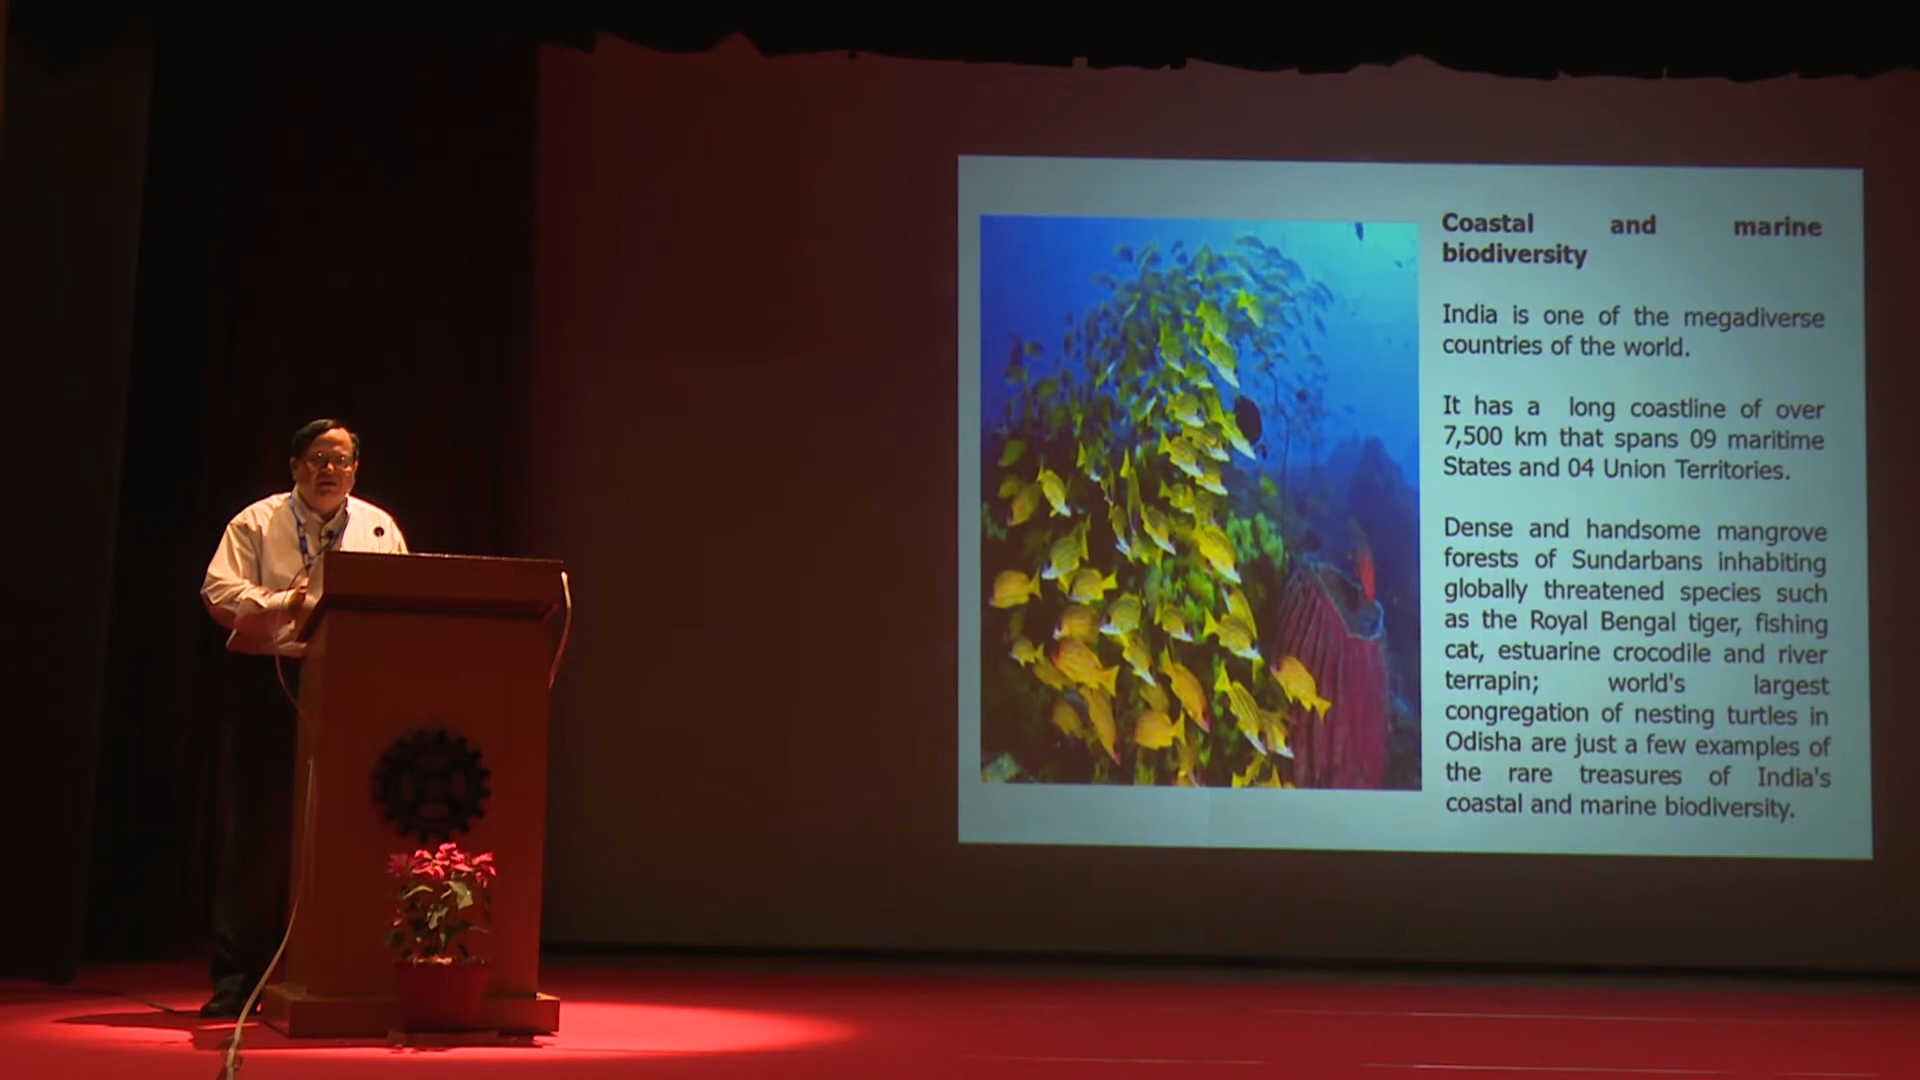 Coastal and marine
biodiversity
India is one of the megadiverse
countries of the world.
It has a long coastline of over
7,500 km that spans 09 maritime
States and 04 Union Territories.
Dense and handsome mangrove
forests of Sundarbans inhabiting
globally threatened species such
as the Royal Bengal tiger, fishing
cat, estuarine crocodile and river
terrapin; world's largest
congregation of nesting turtles in
Odisha are just a few examples of
the rare treasures of India's
coastal and marine biodiversity.